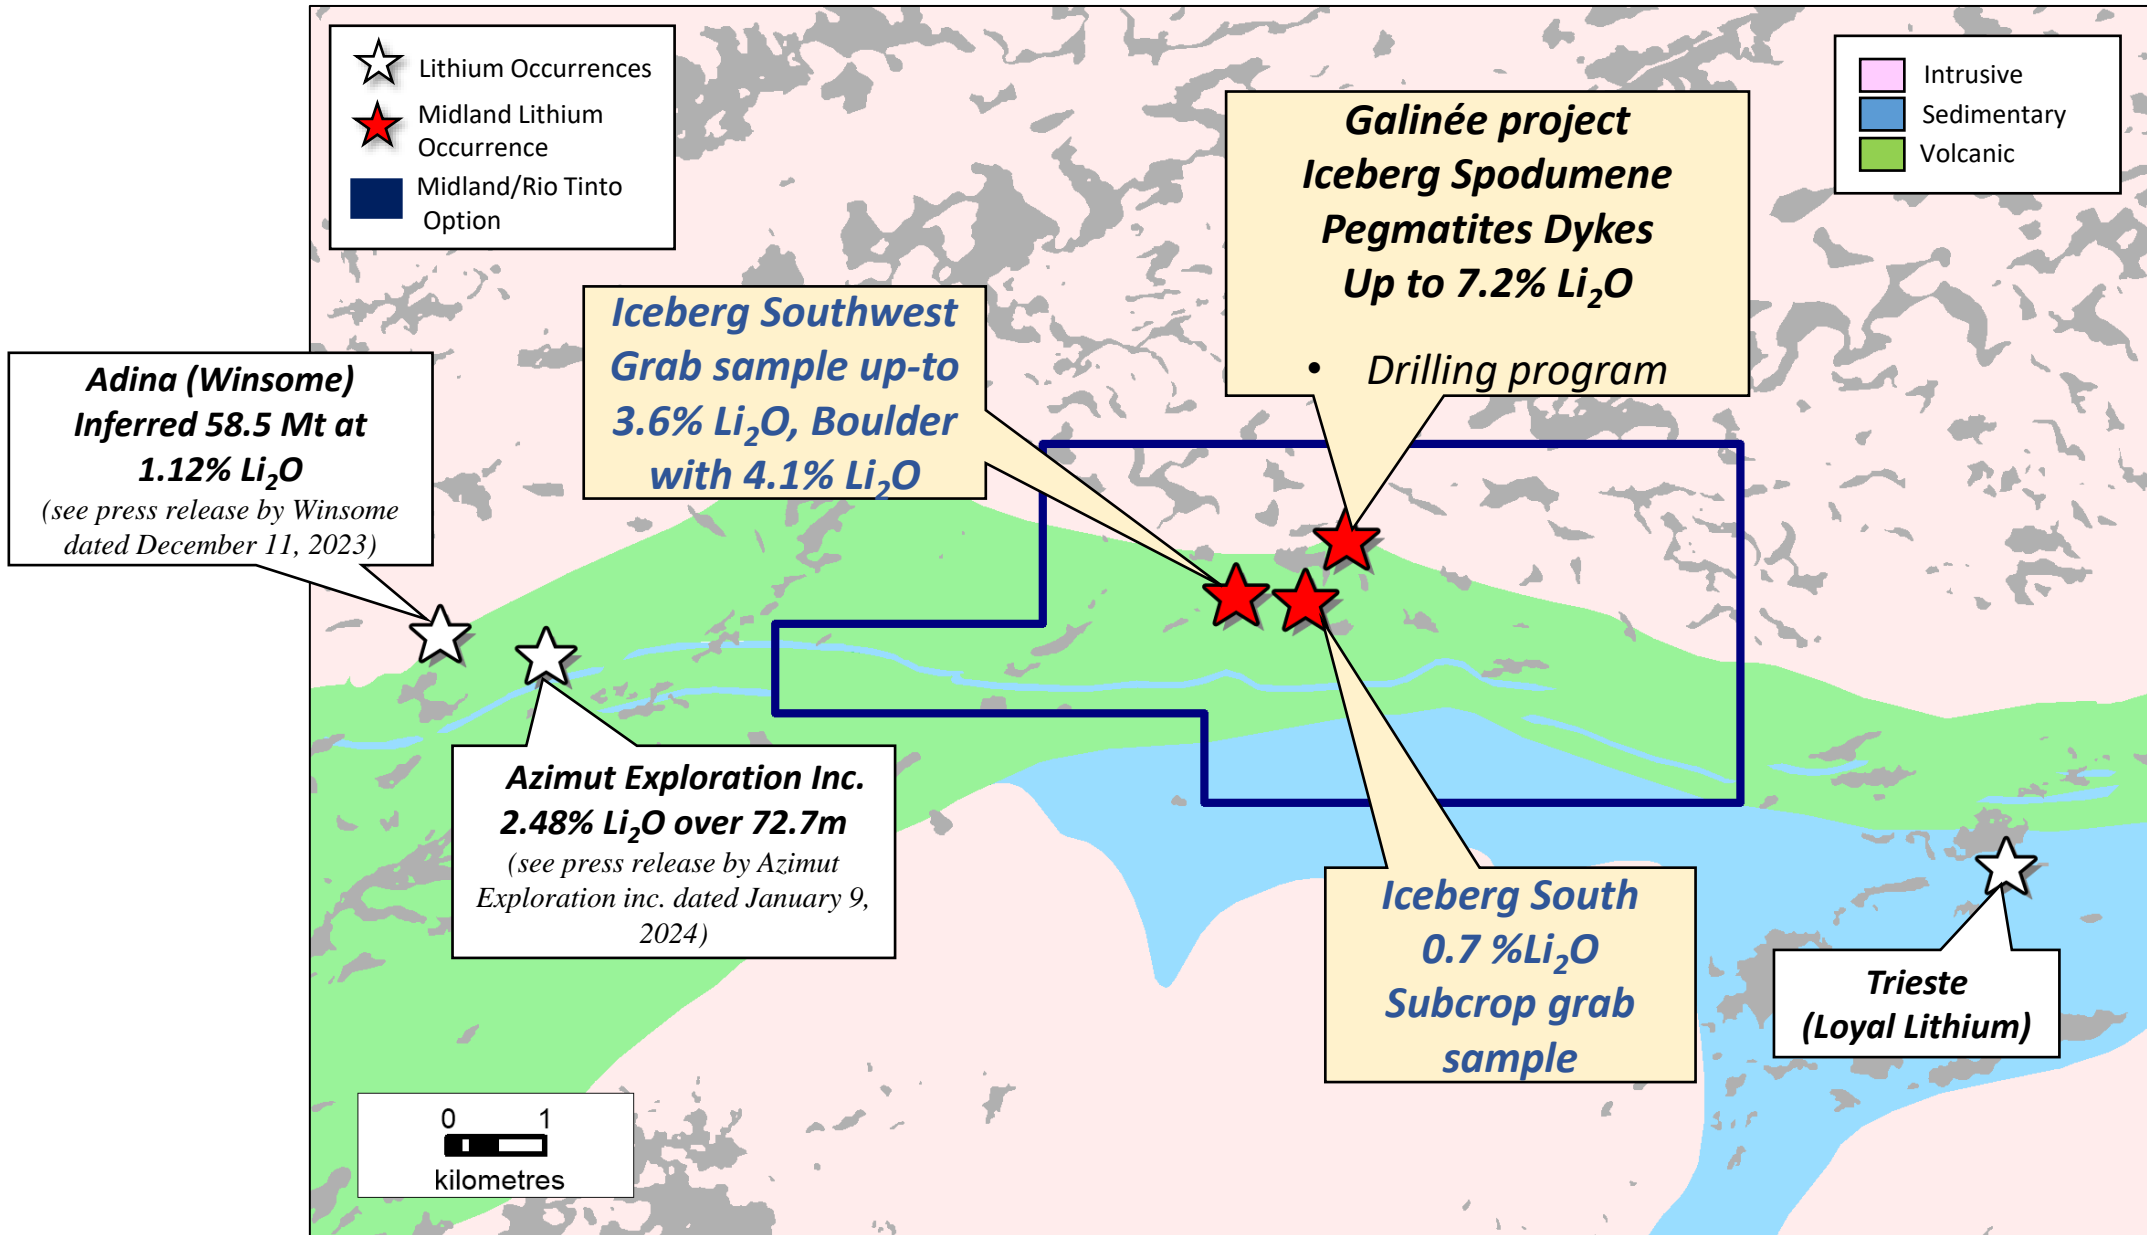 Lithium Occurrences
Midland Lithium
Occurrence
Midland/Rio Tinto
Option
Intrusive
Sedimentary
Volcanic
Galinée project
Iceberg Spodumene
Pegmatites Dykes
Up to 7.2% Li₂O
• Drilling program
Iceberg Southwest
Grab sample up-to
3.6% Li₂O, Boulder
with 4.1% Li₂O
Adina (Winsome)
Inferred 58.5 Mt at
1.12% Li₂O
(see press release by Winsome
dated December 11, 2023)
Azimut Exploration Inc.
2.48% Li₂O over 72.7m
(see press release by Azimut
Exploration inc. dated January 9,
2024)
Iceberg South
0.7 %Li₂O
Subcrop grab
sample
Trieste
(Loyal Lithium)
0 1
kilometres